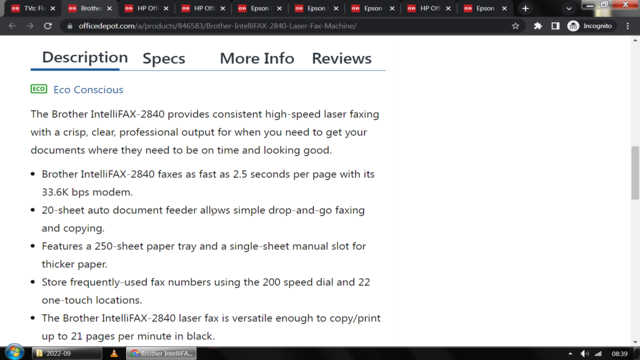 TVs: Fl
Brothe
HP Off
HP Off
Epson
Epson
Epson
HP Off
Epson
officedepot.com/a/products/846583/Brother-IntelliFAX-2840-Laser-Fax-Machine/
Incognito
Description Specs More Info Reviews
ECO Eco Conscious
The Brother IntelliFAX-2840 provides consistent high-speed laser faxing
with a crisp, clear, professional output for when you need to get your
documents where they need to be on time and looking good.
Brother IntelliFAX-2840 faxes as fast as 2.5 seconds per page with its
33.6K bps modem.
20-sheet auto document feeder allows simple drop-and-go faxing
and copying.
Features a 250-sheet paper tray and a single-sheet manual slot for
thicker paper.
Store frequently-used fax numbers using the 200 speed dial and 22
one-touch locations.
The Brother IntelliFAX-2840 laser fax is versatile enough to copy/print
up to 21 pages per minute in black.
2022-09
Brother IntelliFA...
08:39